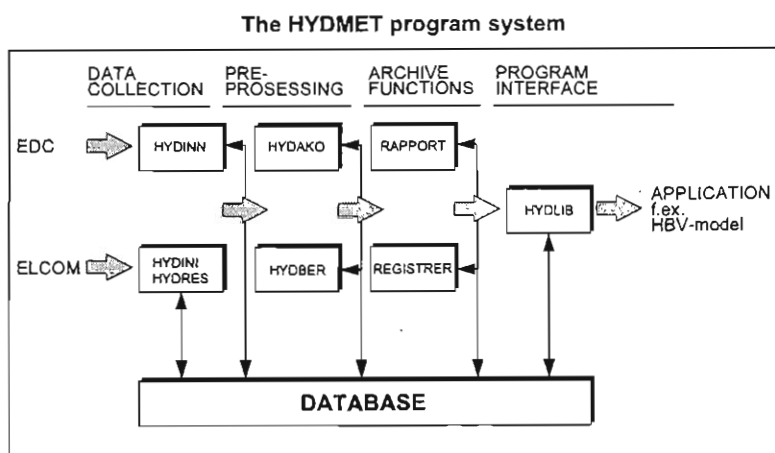 The HYDMET program system
DATA
COLLECTION
PRE-
PROSESSING
ARCHIVE
FUNCTIONS
PROGRAM
INTERFACE
EDC
HYDINN
HYDAKO
RAPPORT
HYDLIB
APPLICATION
f.ex.
HBV-model
ELCOM
HYDINI
HYDRES
HYDBER
REGISTRER
DATABASE